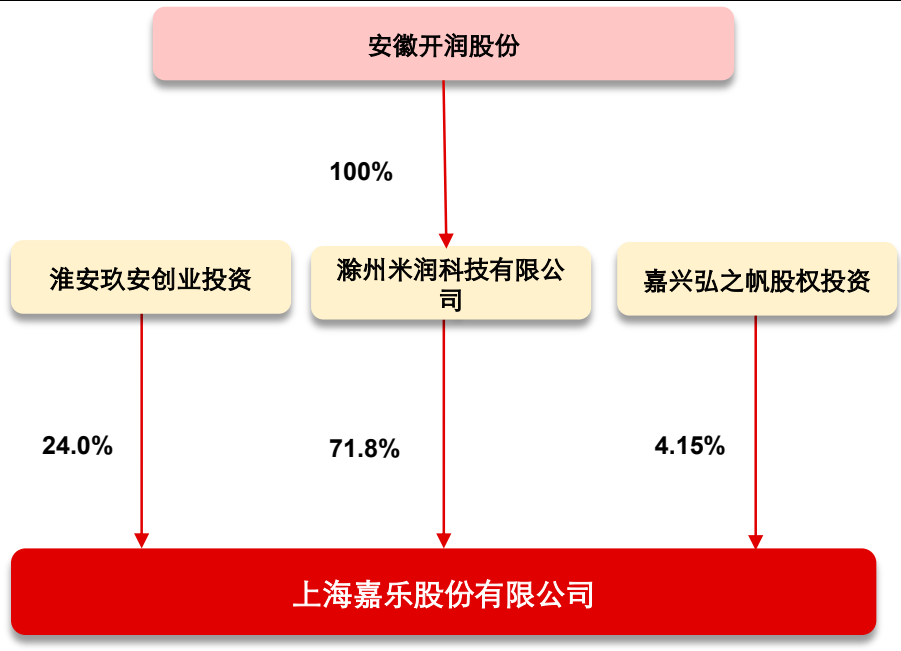 安徽开润股份
100%
淮安玖安创业投资
滁州米润科技有限公
司
嘉兴弘之帆股权投资
24.0%
71.8%
4.15%
上海嘉乐股份有限公司